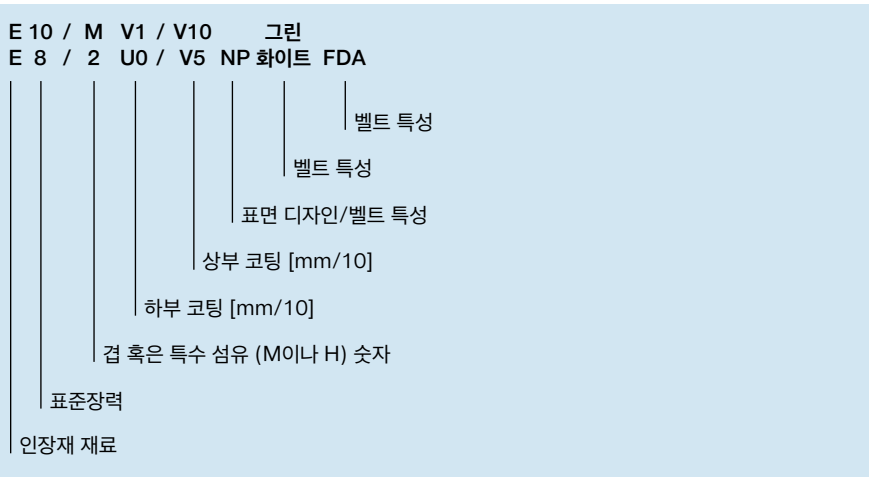 E 10 / M V1 / V10 그린
E 8 / 2 U0 / V5 NP 화이트 FDA
벨트 특성
벨트 특성
표면 디자인/벨트 특성
상부 코팅 [mm/10]
하부 코팅 [mm/10]
겹 혹은 특수 섬유 (M이나 H) 숫자
표준장력
인장재 재료